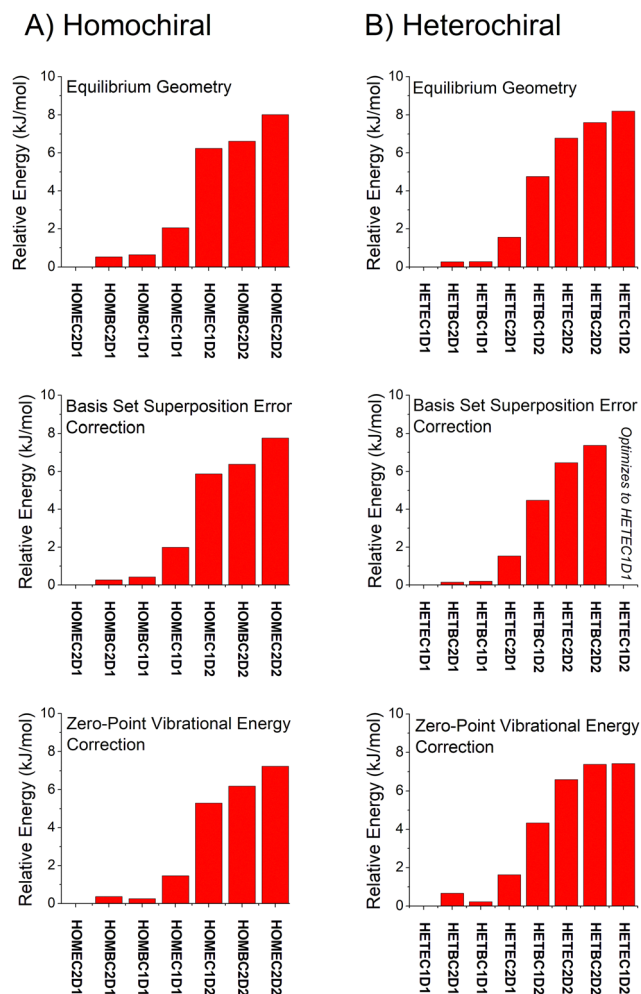 A) Homochiral
Equilibrium Geometry
Relative Energy (kJ/mol)
10
8
6
4
2
0
HOMEC2D1
HOMBC2D1
HOMBC1D1
HOMEC1D1
HOMEC1D2
HOMBC2D2
HOMEC2D2
Basis Set Superposition Error
Correction
Relative Energy (kJ/mol)
10
8
6
4
2
0
HOMEC2D1
HOMBC2D1
HOMBC1D1
HOMEC1D1
HOMEC1D2
HOMBC2D2
HOMEC2D2
Zero-Point Vibrational Energy
Correction
Relative Energy (kJ/mol)
10
8
6
4
2
0
HOMEC2D1
HOMBC2D1
HOMBC1D1
HOMEC1D1
HOMEC1D2
HOMBC2D2
HOMEC2D2
B) Heterochiral
Equilibrium Geometry
Relative Energy (kJ/mol)
10
8
6
4
2
0
HETEC1D1
HETBC2D1
HETBC1D1
HETEC2D1
HETBC1D2
HETEC2D2
HETBC2D2
HETEC1D2
Basis Set Superposition Error
Correction
Optimizes to HETEC1D1
Relative Energy (kJ/mol)
10
8
6
4
2
0
HETEC1D1
HETBC2D1
HETBC1D1
HETEC2D1
HETBC1D2
HETEC2D2
HETBC2D2
HETEC1D2
Zero-Point Vibrational Energy
Correction
Relative Energy (kJ/mol)
10
8
6
4
2
0
HETEC1D1
HETBC2D1
HETBC1D1
HETEC2D1
HETBC1D2
HETEC2D2
HETBC2D2
HETEC1D2